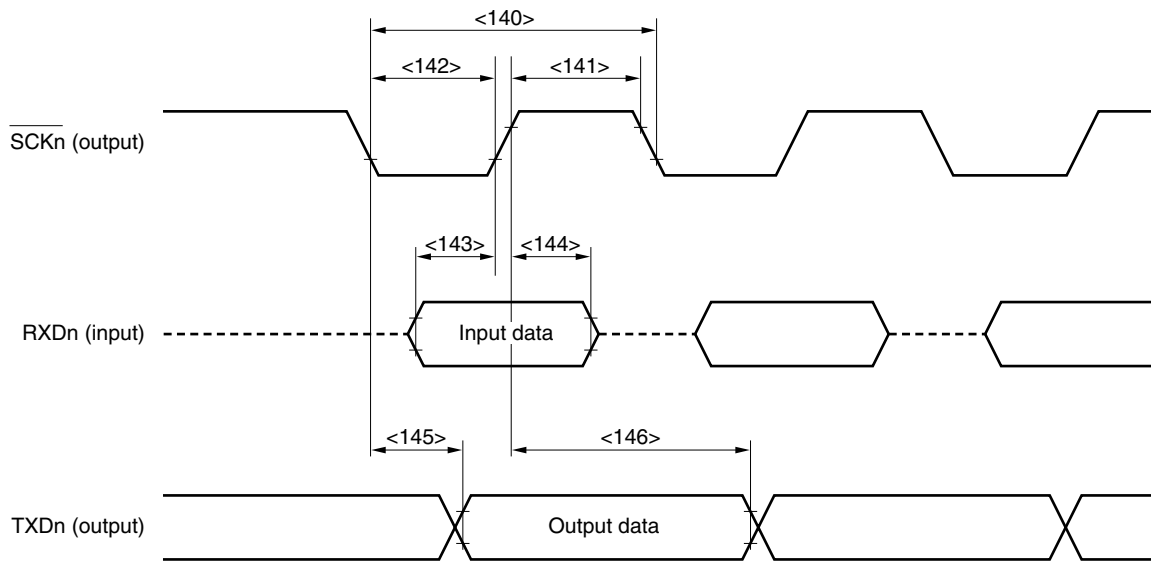 <140>
<142>
<141>
SCKn (output)
<143>
<144>
RXDn (input)
Input data
<145>
<146>
TXDn (output)
Output data